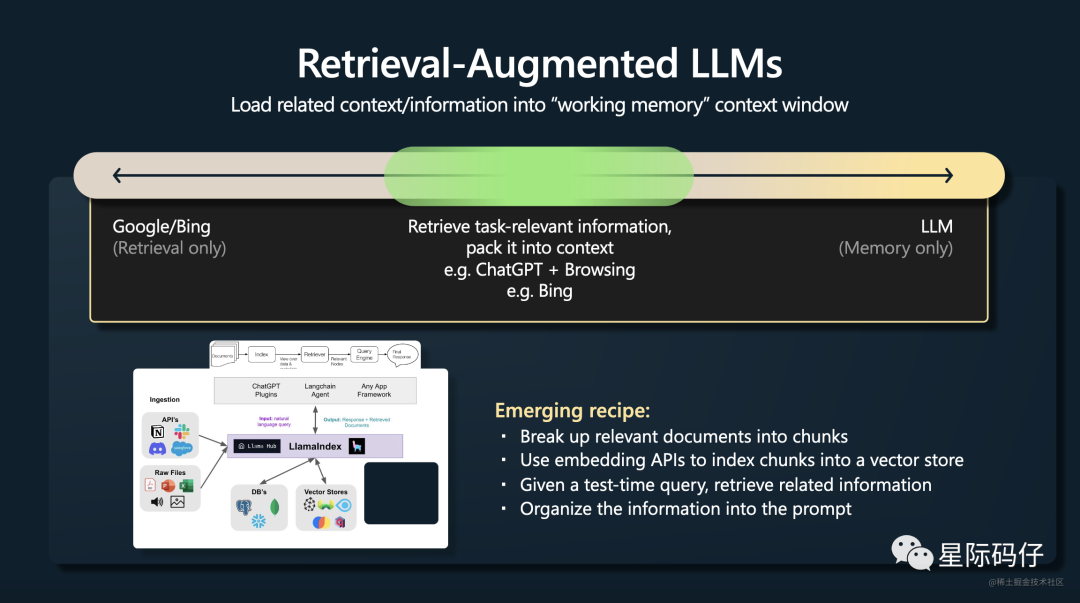 Retrieval-Augmented LLMs
Load related context/information into “working memory” context window
Google/Bing
(Retrieval only)
Retrieve task-relevant information,
pack it into context
e.g. ChatGPT + Browsing
e.g. Bing
LLM
(Memory only)
Documents
Index
View over
data &
Retriever
Relevant
Nodes
Query
Engine
Final
Response
ChatGPT
Plugins
Langchain
Agent
Any App
Framework
Ingestion
API's
Input: natural
language query
Output: Response + Retrieved
Documents
Llama Hub
LlamaIndex
Raw Files
DB's
Vector Stores
Emerging recipe:
· Break up relevant documents into chunks
· Use embedding APIs to index chunks into a vector store
· Given a test-time query, retrieve related information
· Organize the information into the prompt
星际码仔
@稀土掘金技术社区